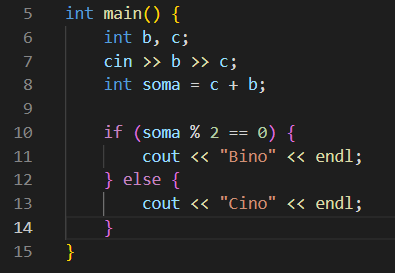 5 int main() {
6     int b, c;
7     cin >> b >> c;
8     int soma = c + b;
9
10     if (soma % 2 == 0) {
11         cout << "Bino" << endl;
12     } else {
13         cout << "Cino" << endl;
14     }
15 }